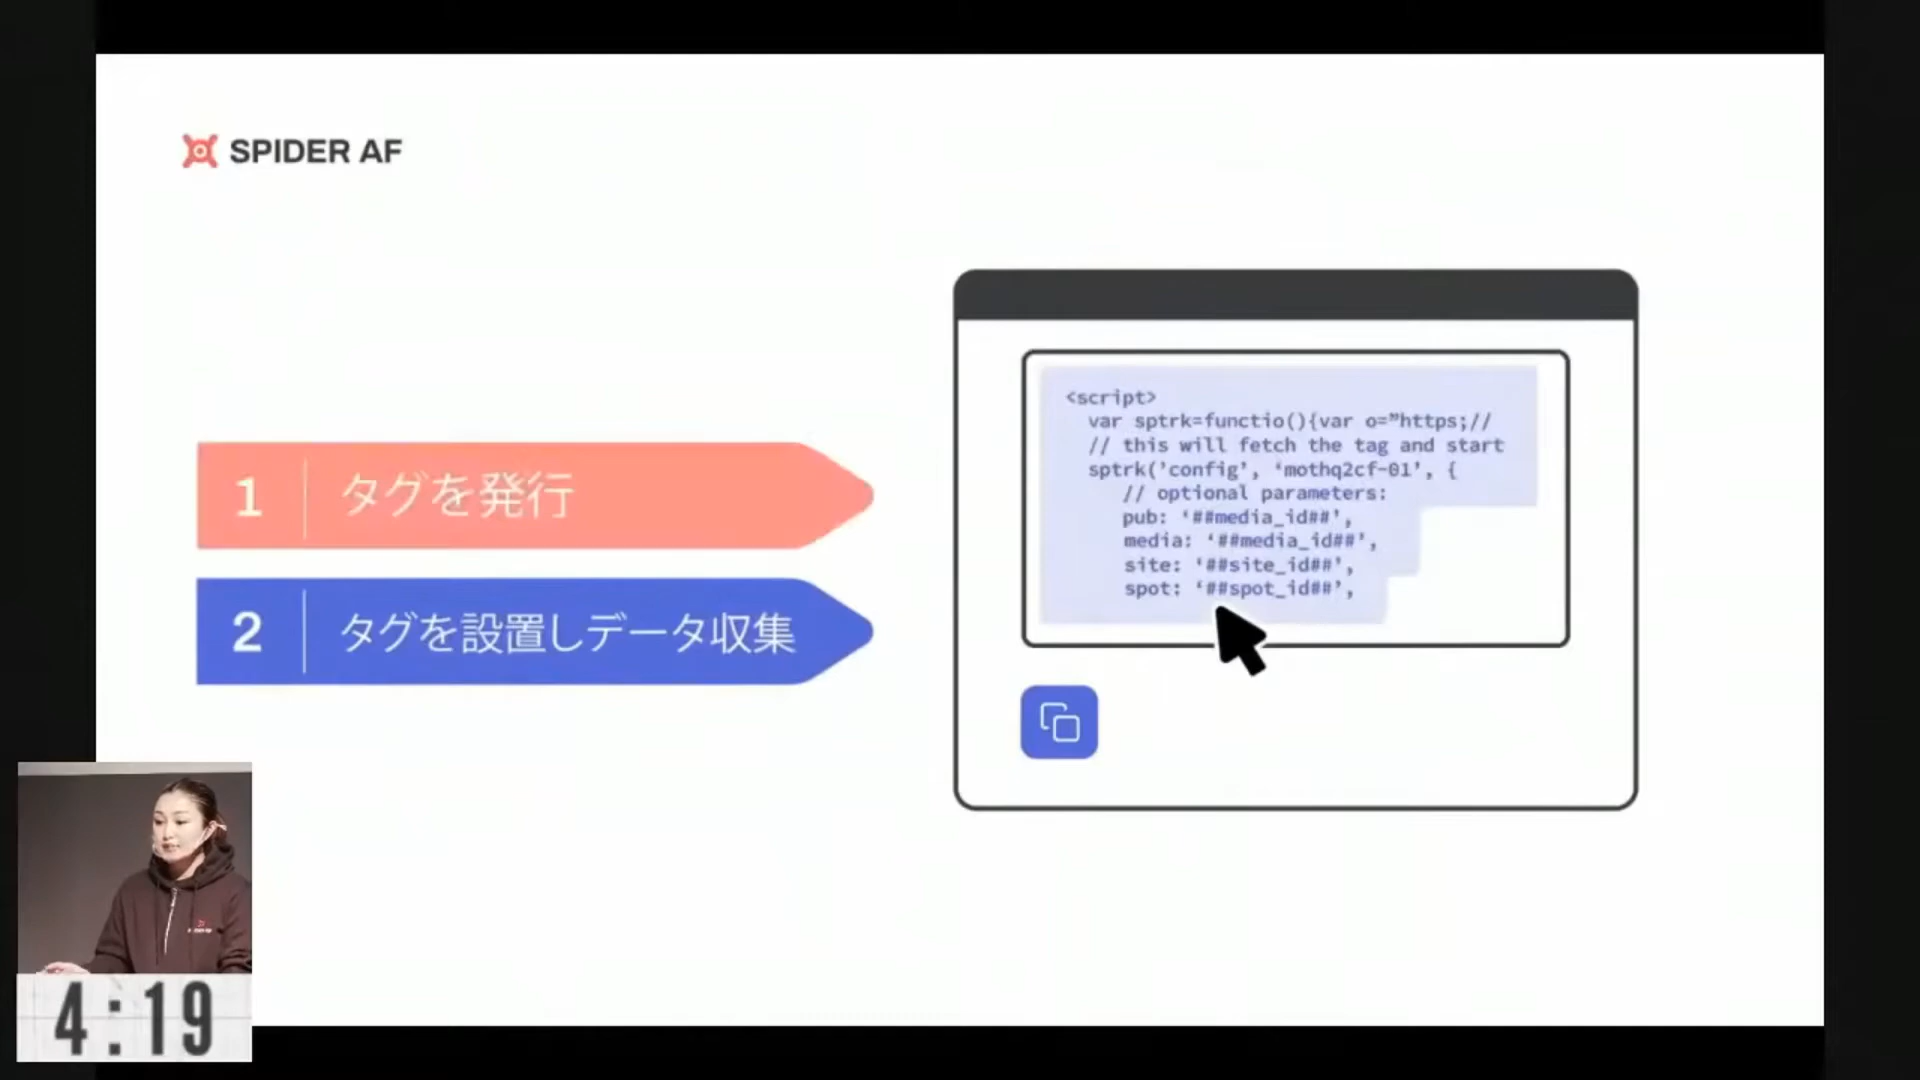 SPIDER AF
1 タグを発行
2 タグを設置しデータ収集
<script>
var sptrk=functio(){var o=”https;//
// this will fetch the tag and start
sptrk(’config’, ‘mothq2cf-01’, {
// optional parameters:
pub: ‘##media_id##’,
media: ‘##media_id##’,
site: ‘##site_id##’,
spot: ‘##spot_id##’,
4:19